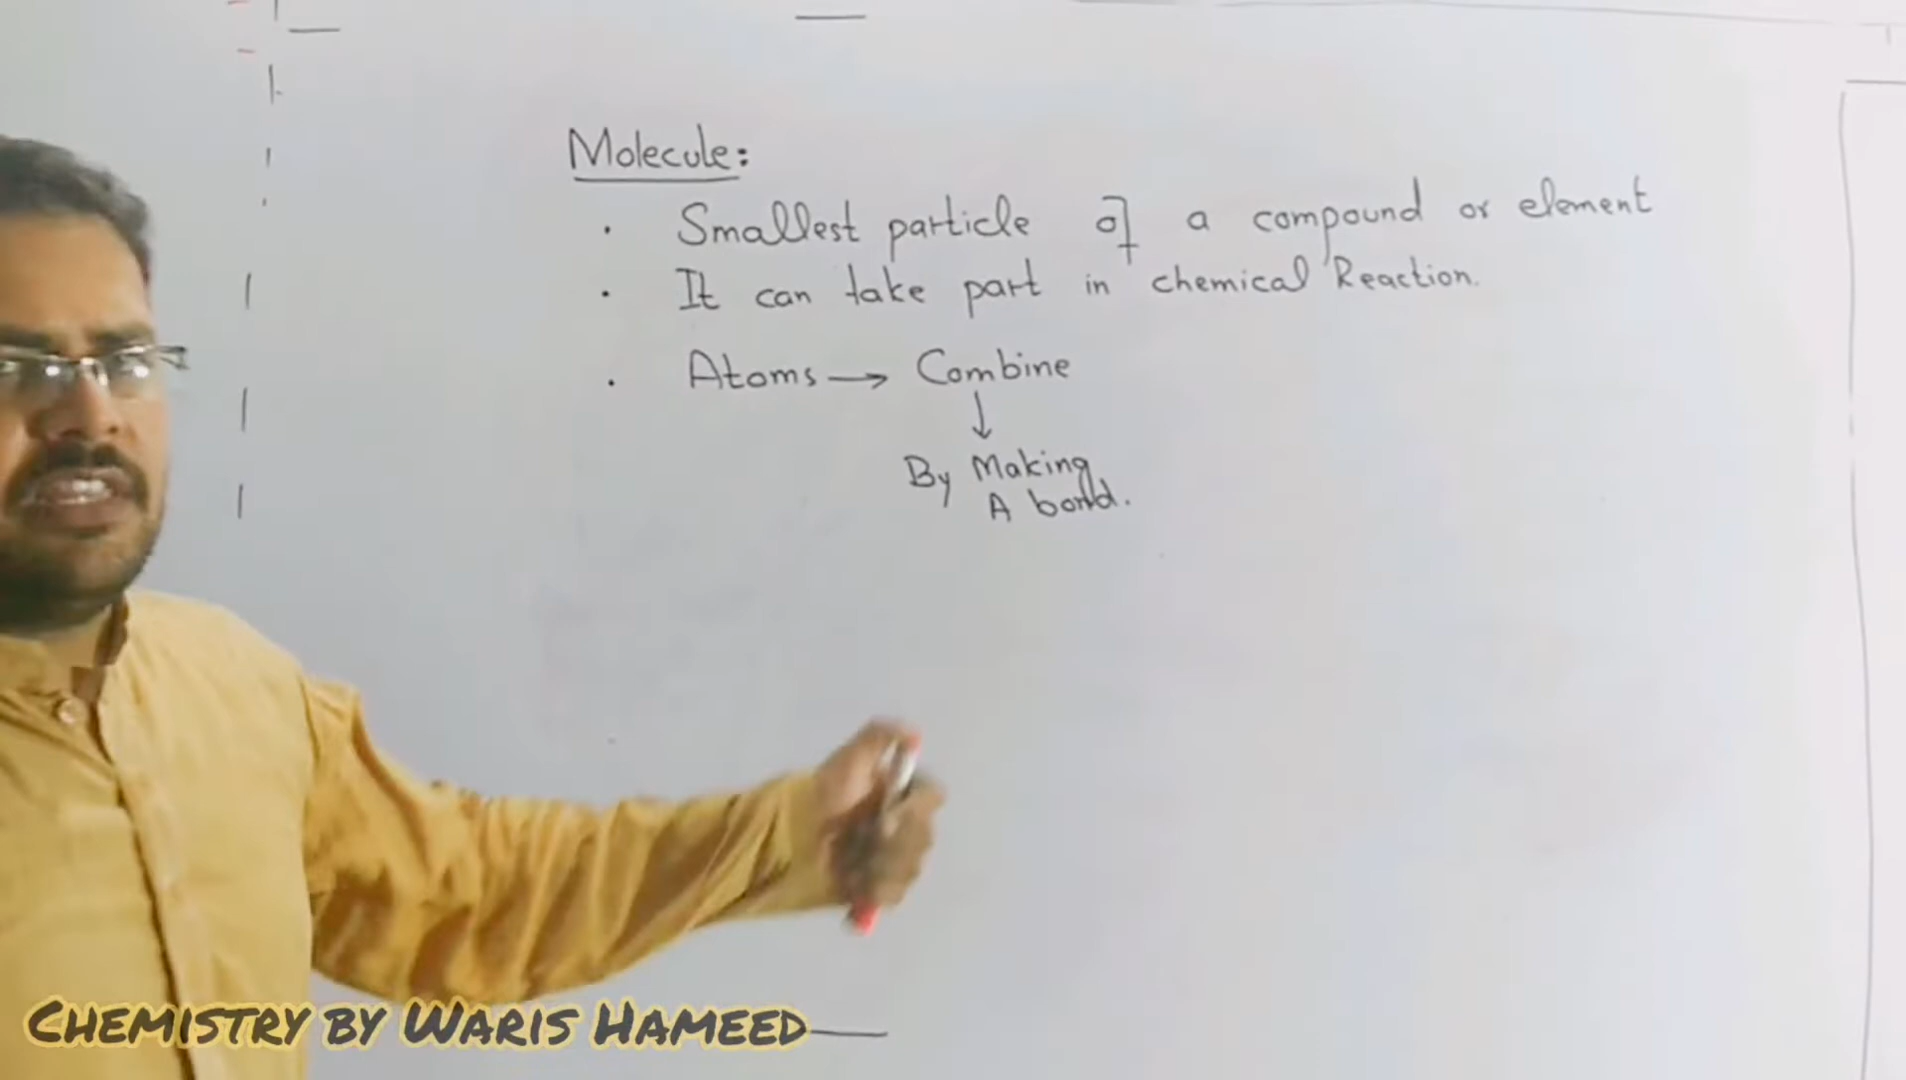 Molecule:
· Smallest particle of a compound or element
· It can take part in chemical Reaction.
· Atoms → Combine
↓
By Making
A bond.
CHEMISTRY BY WARIS HAMEED